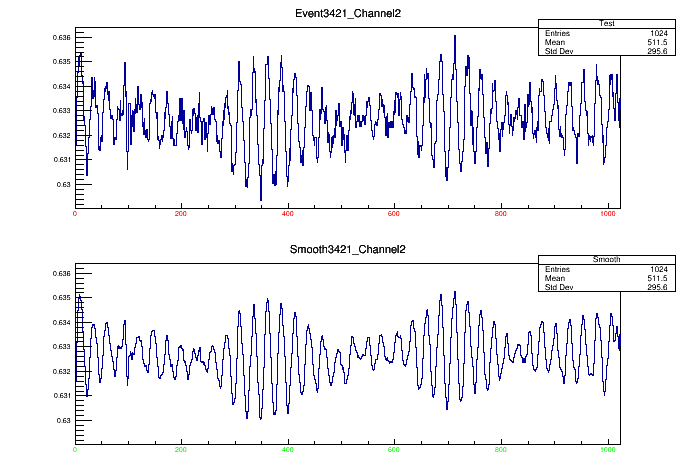 Event3421_Channel2
Test
Entries 1024
Mean 511.5
Std Dev 295.6
0.636
0.635
0.634
0.633
0.632
0.631
0.63
0 200 400 600 800 1000
Smooth3421_Channel2
Smooth
Entries 1024
Mean 511.5
Std Dev 295.6
0.636
0.635
0.634
0.633
0.632
0.631
0.63
0 200 400 600 800 1000